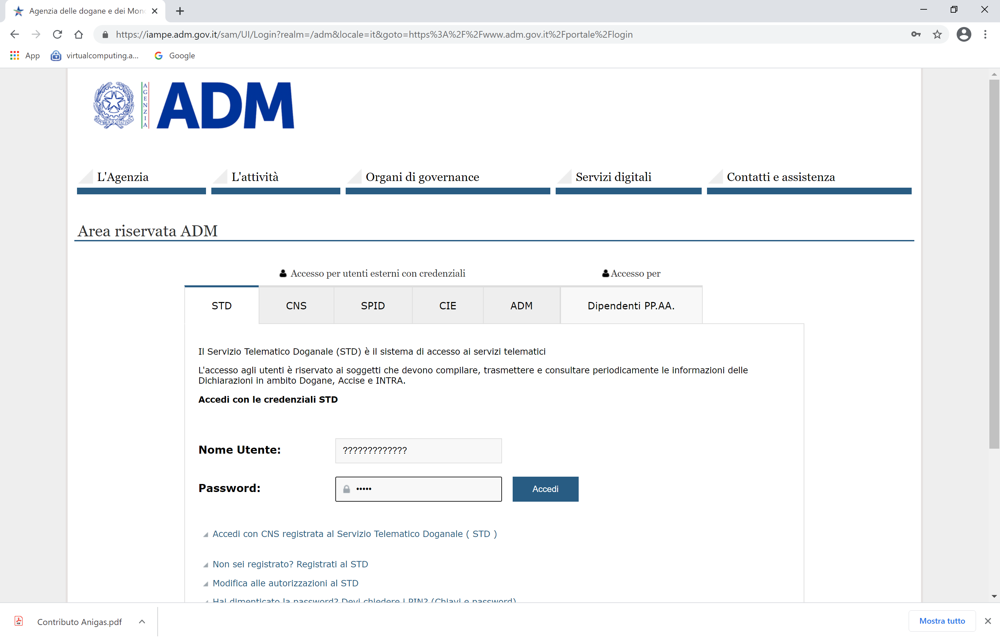 Agenzia delle dogane e dei Mon
https://iampe.adm.gov.it/sam/UI/Login?realm=/adm&locale=it&goto=https%3A%2F%2Fwww.adm.gov.it%2Fportale%2Flogin
App
virtualcomputing.a...
Google
REPVBBLICA ITALIANA
AGENZIA
ADM
L'Agenzia
L'attività
Organi di governance
Servizi digitali
Contatti e assistenza
Area riservata ADM
Accesso per utenti esterni con credenziali
Accesso per
STD
CNS
SPID
CIE
ADM
Dipendenti PP.AA.
Il Servizio Telematico Doganale (STD) è il sistema di accesso ai servizi telematici
L'accesso agli utenti è riservato ai soggetti che devono compilare, trasmettere e consultare periodicamente le informazioni delle
Dichiarazioni in ambito Dogane, Accise e INTRA.
Accedi con le credenziali STD
Nome Utente:
?????????????
Password:
•••••
Accedi
Accedi con CNS registrata al Servizio Telematico Doganale ( STD )
Non sei registrato? Registrati al STD
Modifica alle autorizzazioni al STD
Hai dimenticato la password? Devi chiedere i PIN? (Chiavi e password)
PDF
Contributo Anigas.pdf
Mostra tutto